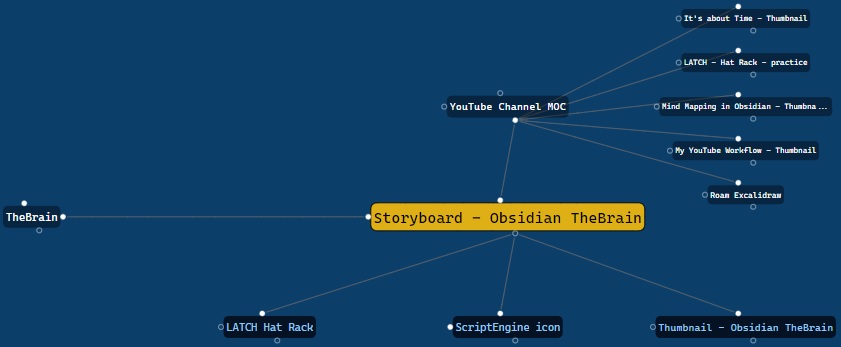 It's about Time - Thumbnail
LATCH - Hat Rack - practice
YouTube Channel MOC
Mind Mapping in Obsidian - Thumbna...
My YouTube Workflow - Thumbnail
Roam Excalidraw
TheBrain
Storyboard - Obsidian TheBrain
LATCH Hat Rack
ScriptEngine icon
Thumbnail - Obsidian TheBrain